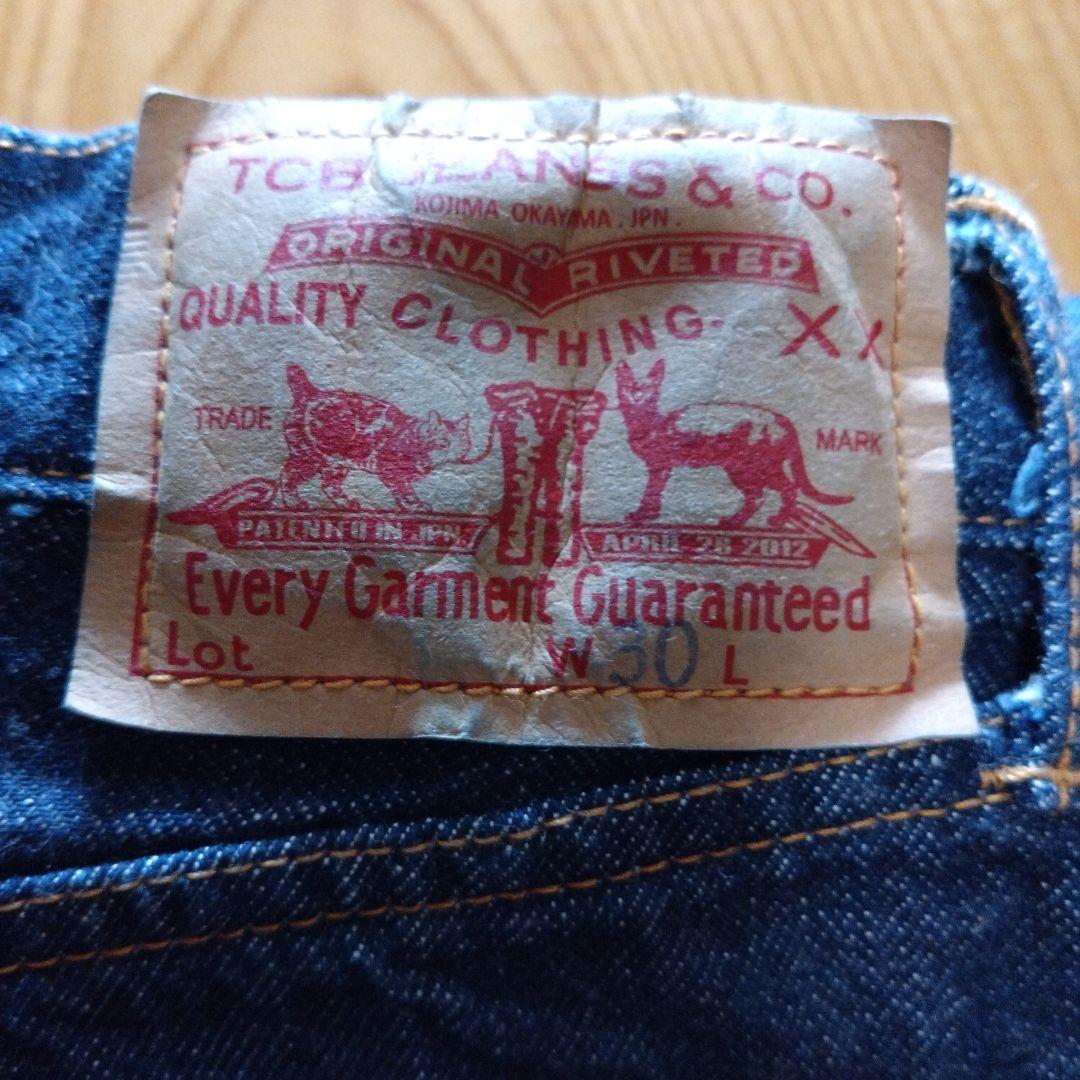 TCB JEANS'S & CO.
KOJIMA OKAYAMA . JPN .
ORIGINAL RIVETED
QUALITY CLOTHING- XX
TRADE MARK
PATENTED IN JPN. APRIL 28 2012
Every Garment Guaranteed
Lot W 30 L